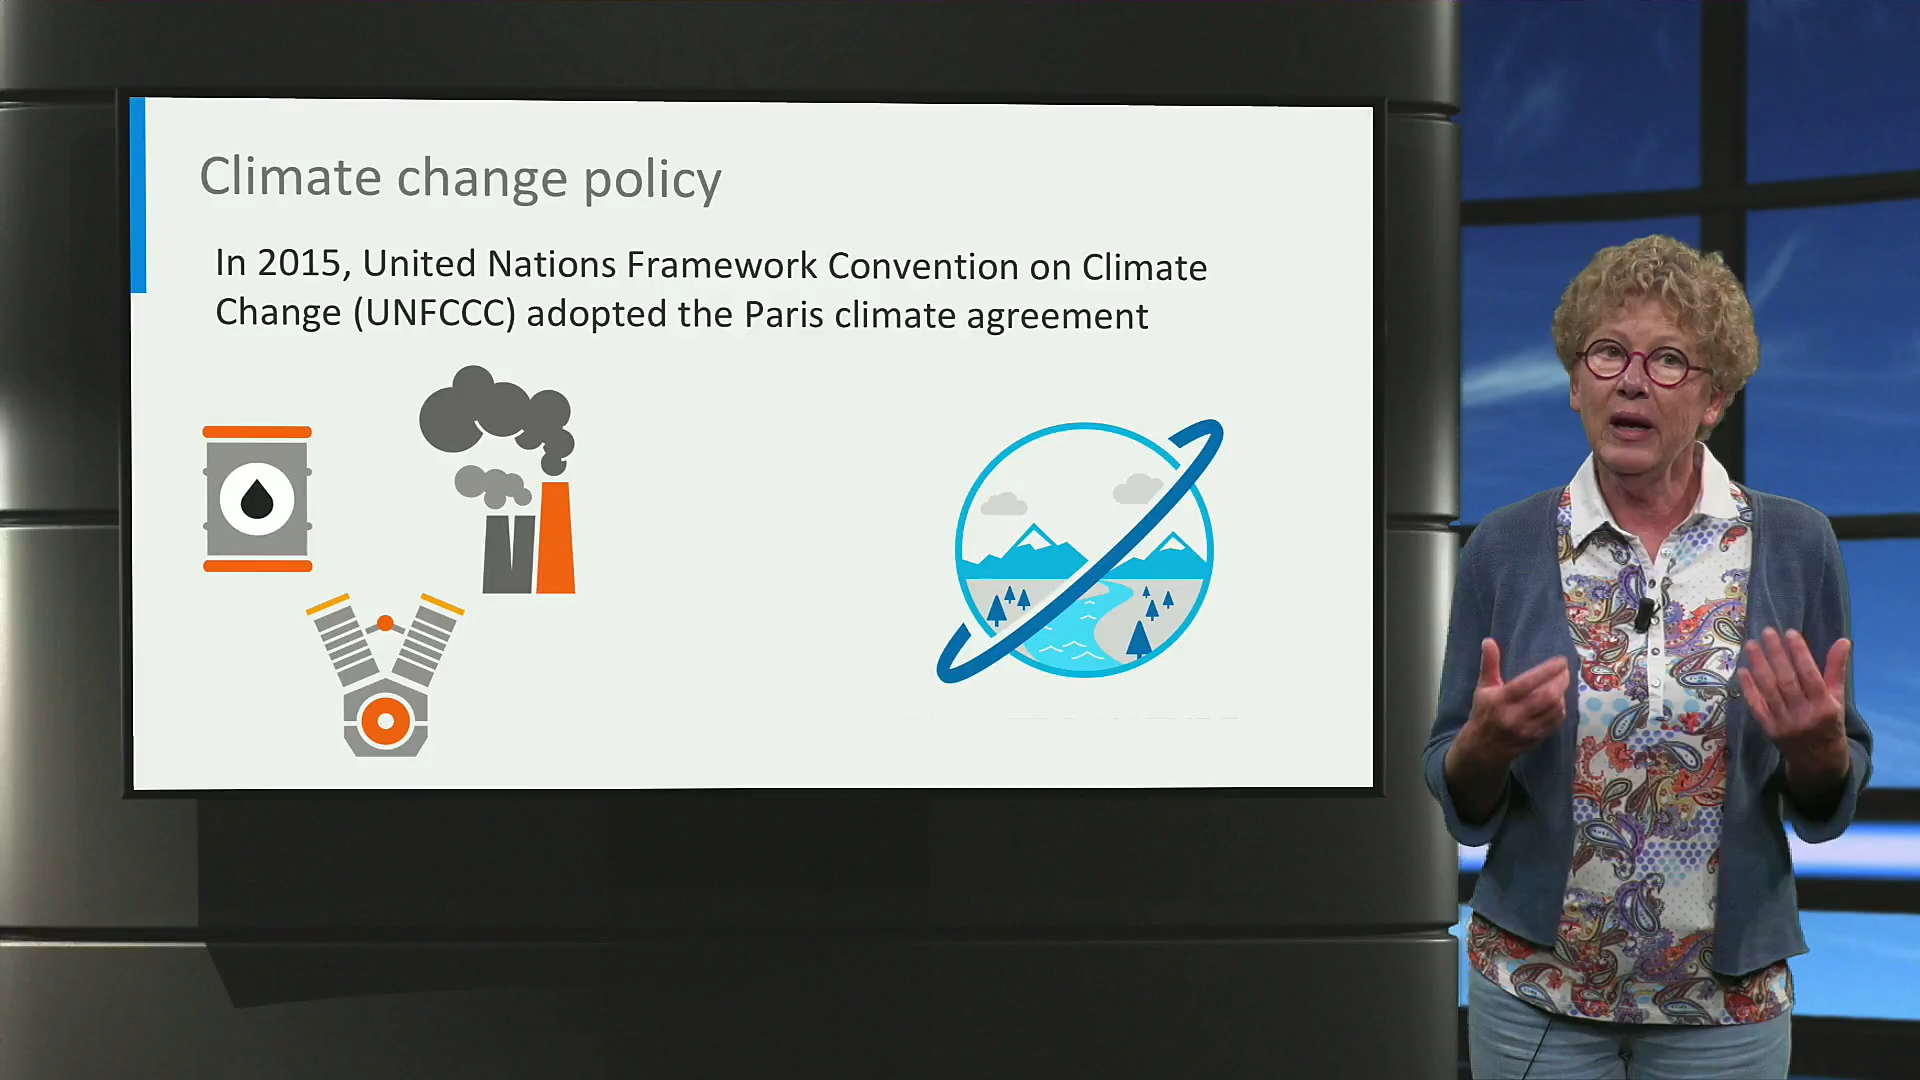 Climate change policy
In 2015, United Nations Framework Convention on Climate
Change (UNFCCC) adopted the Paris climate agreement